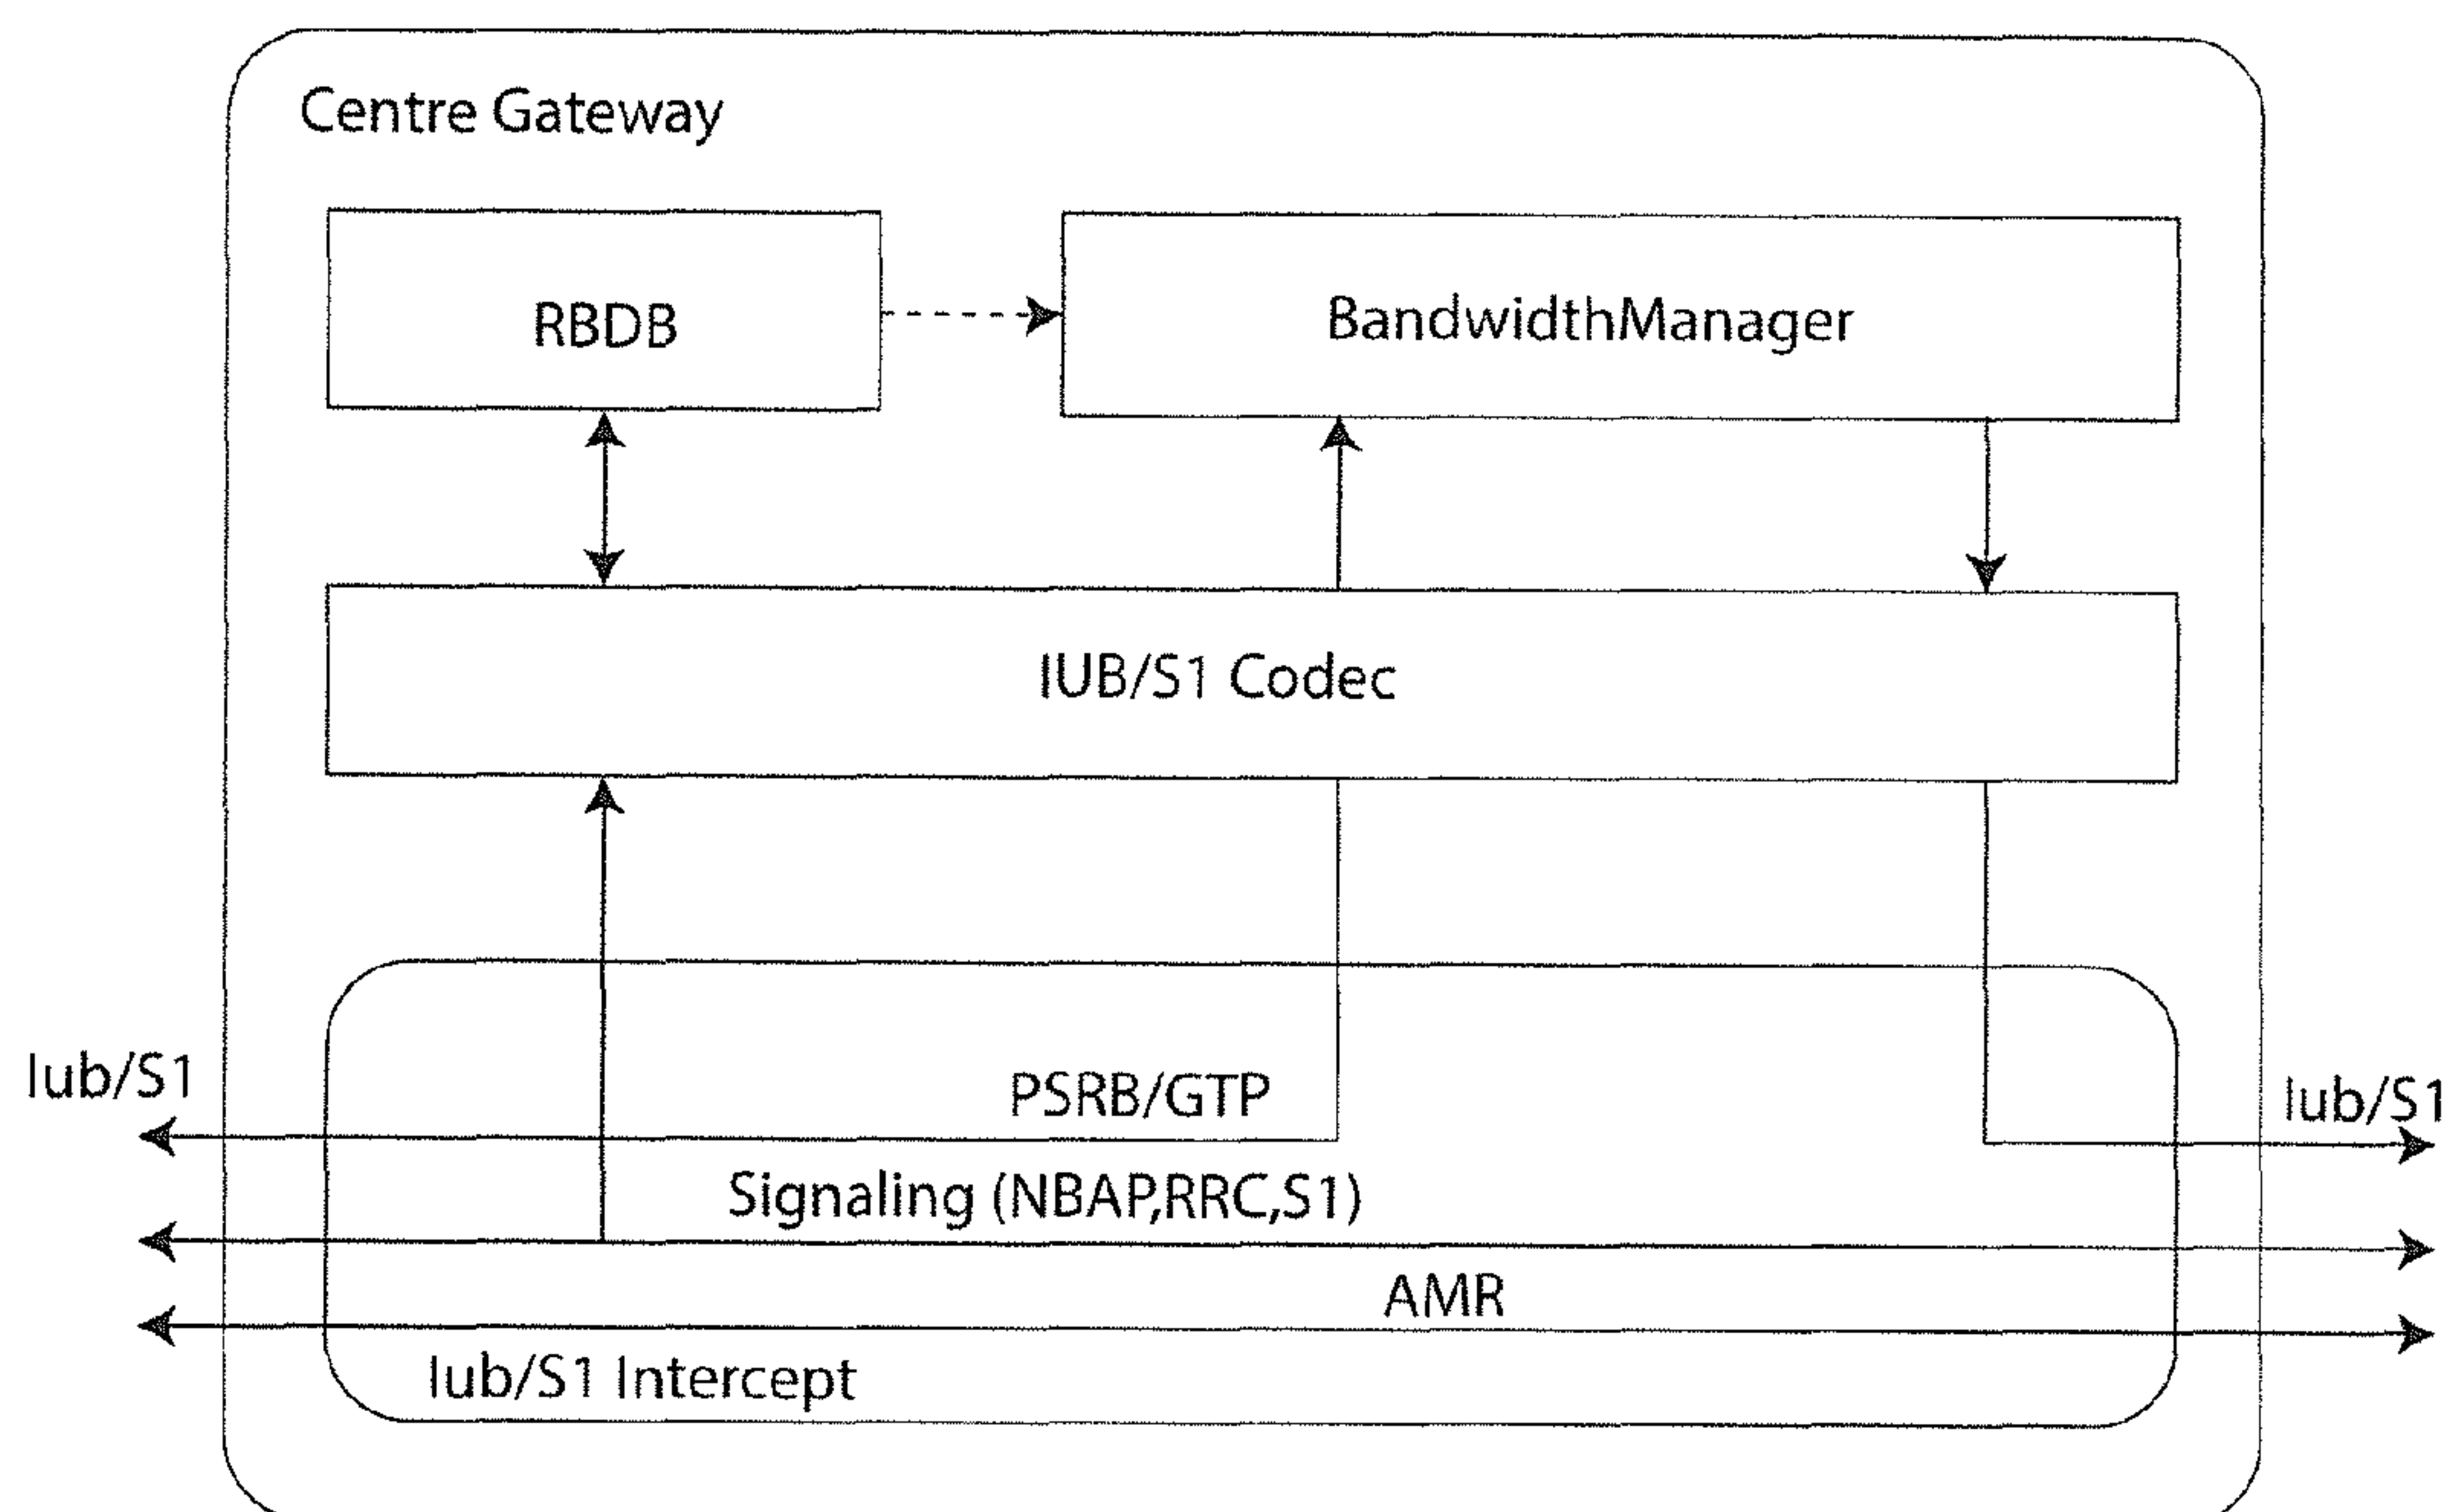 Centre Gateway
RBDB
BandwidthManager
IUB/S1 Codec
Iub/S1
PSRB/GTP
Iub/S1
Signaling (NBAP,RRC,S1)
AMR
Iub/S1 Intercept